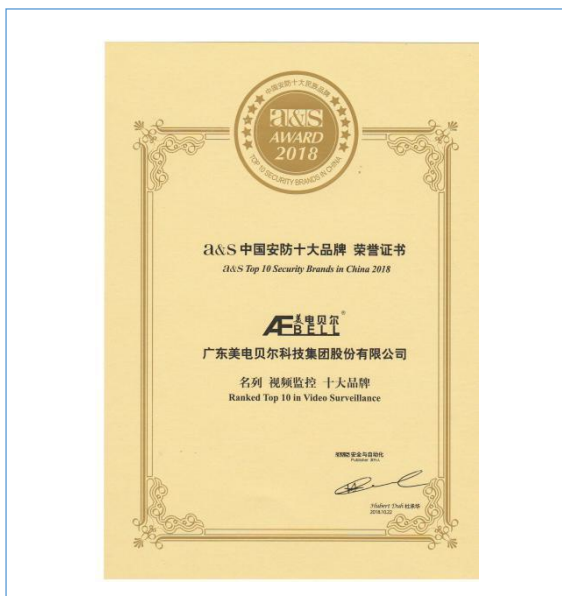 中国安防十大民族品牌
a&s
AWARD
2018
TOP 10 SECURITY BRANDS IN CHINA
a&s 中国安防十大品牌 荣誉证书
a&s Top 10 Security Brands in China 2018
AEBELL 美电贝尔®
广东美电贝尔科技集团股份有限公司
名列 视频监控 十大品牌
Ranked Top 10 in Video Surveillance
安全与自动化
Publisher
2018.10.22